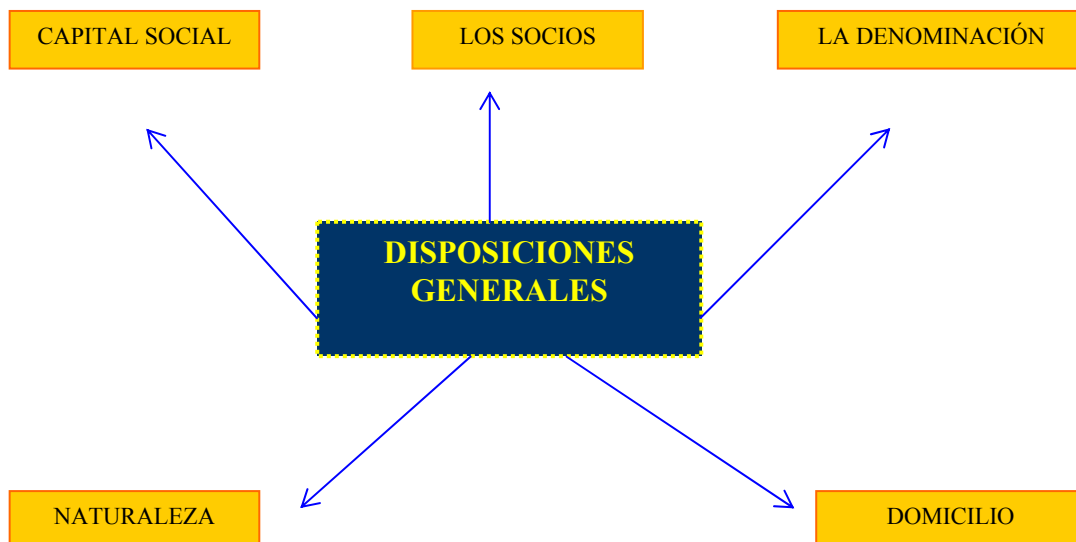 CAPITAL SOCIAL
LOS SOCIOS
LA DENOMINACIÓN
DISPOSICIONES
GENERALES
NATURALEZA
DOMICILIO